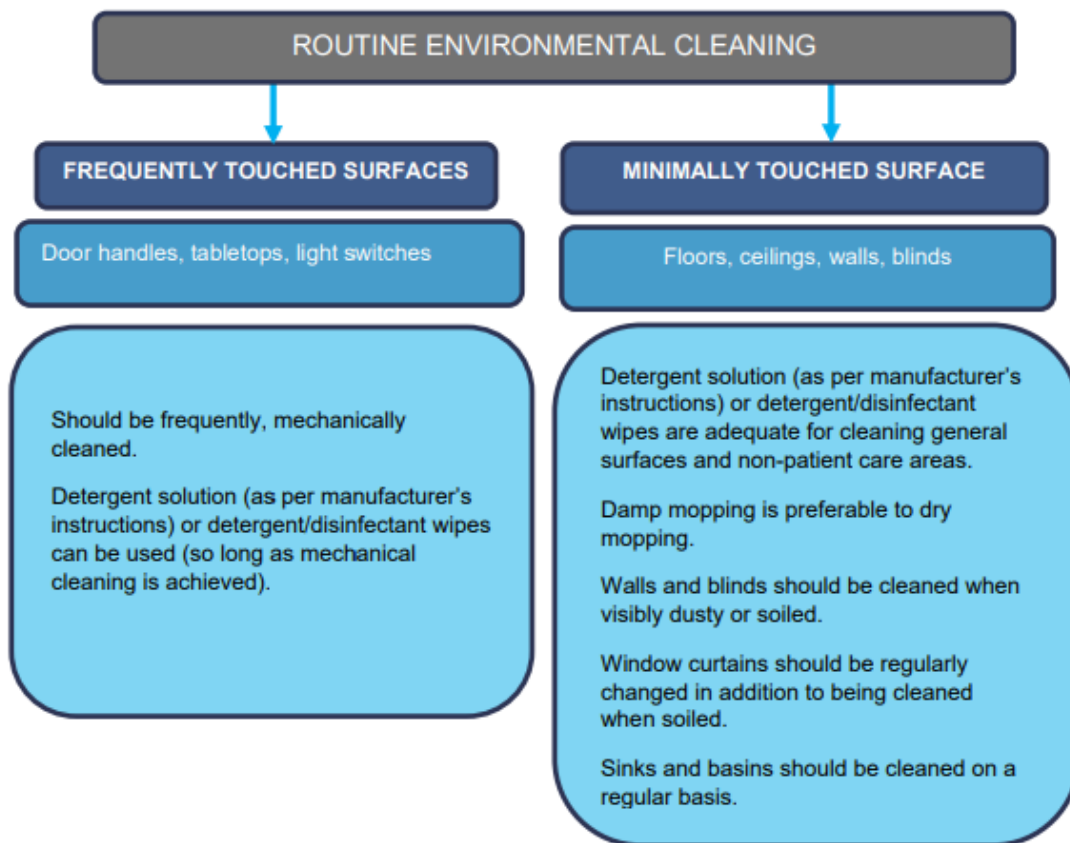 ROUTINE ENVIRONMENTAL CLEANING
FREQUENTLY TOUCHED SURFACES
Door handles, tabletops, light switches
Should be frequently, mechanically
cleaned.
Detergent solution (as per manufacturer's
instructions) or detergent/disinfectant wipes
can be used (so long as mechanical
cleaning is achieved).
MINIMALLY TOUCHED SURFACE
Floors, ceilings, walls, blinds
Detergent solution (as per manufacturer's
instructions) or detergent/disinfectant
wipes are adequate for cleaning general
surfaces and non-patient care areas.
Damp mopping is preferable to dry
mopping.
Walls and blinds should be cleaned when
visibly dusty or soiled.
Window curtains should be regularly
changed in addition to being cleaned
when soiled.
Sinks and basins should be cleaned on a
regular basis.